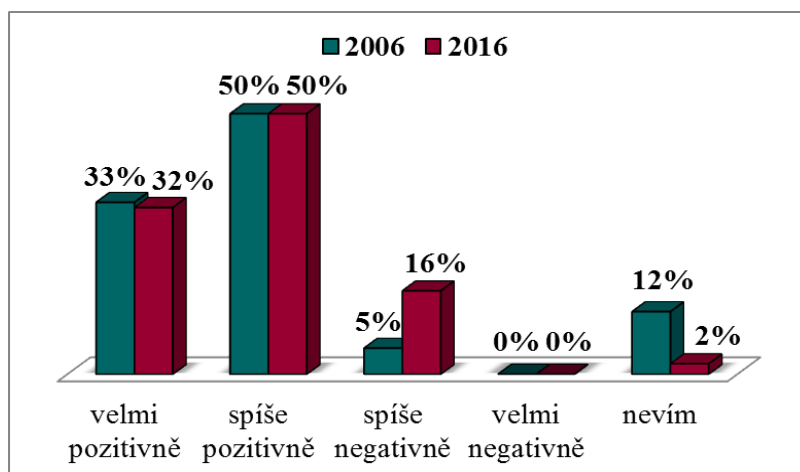 2006 2016
50% 50%
33% 32%
16%
12%
5%
0% 0%
2%
velmi pozitivně
spíše pozitivně
spíše negativně
velmi negativně
nevím